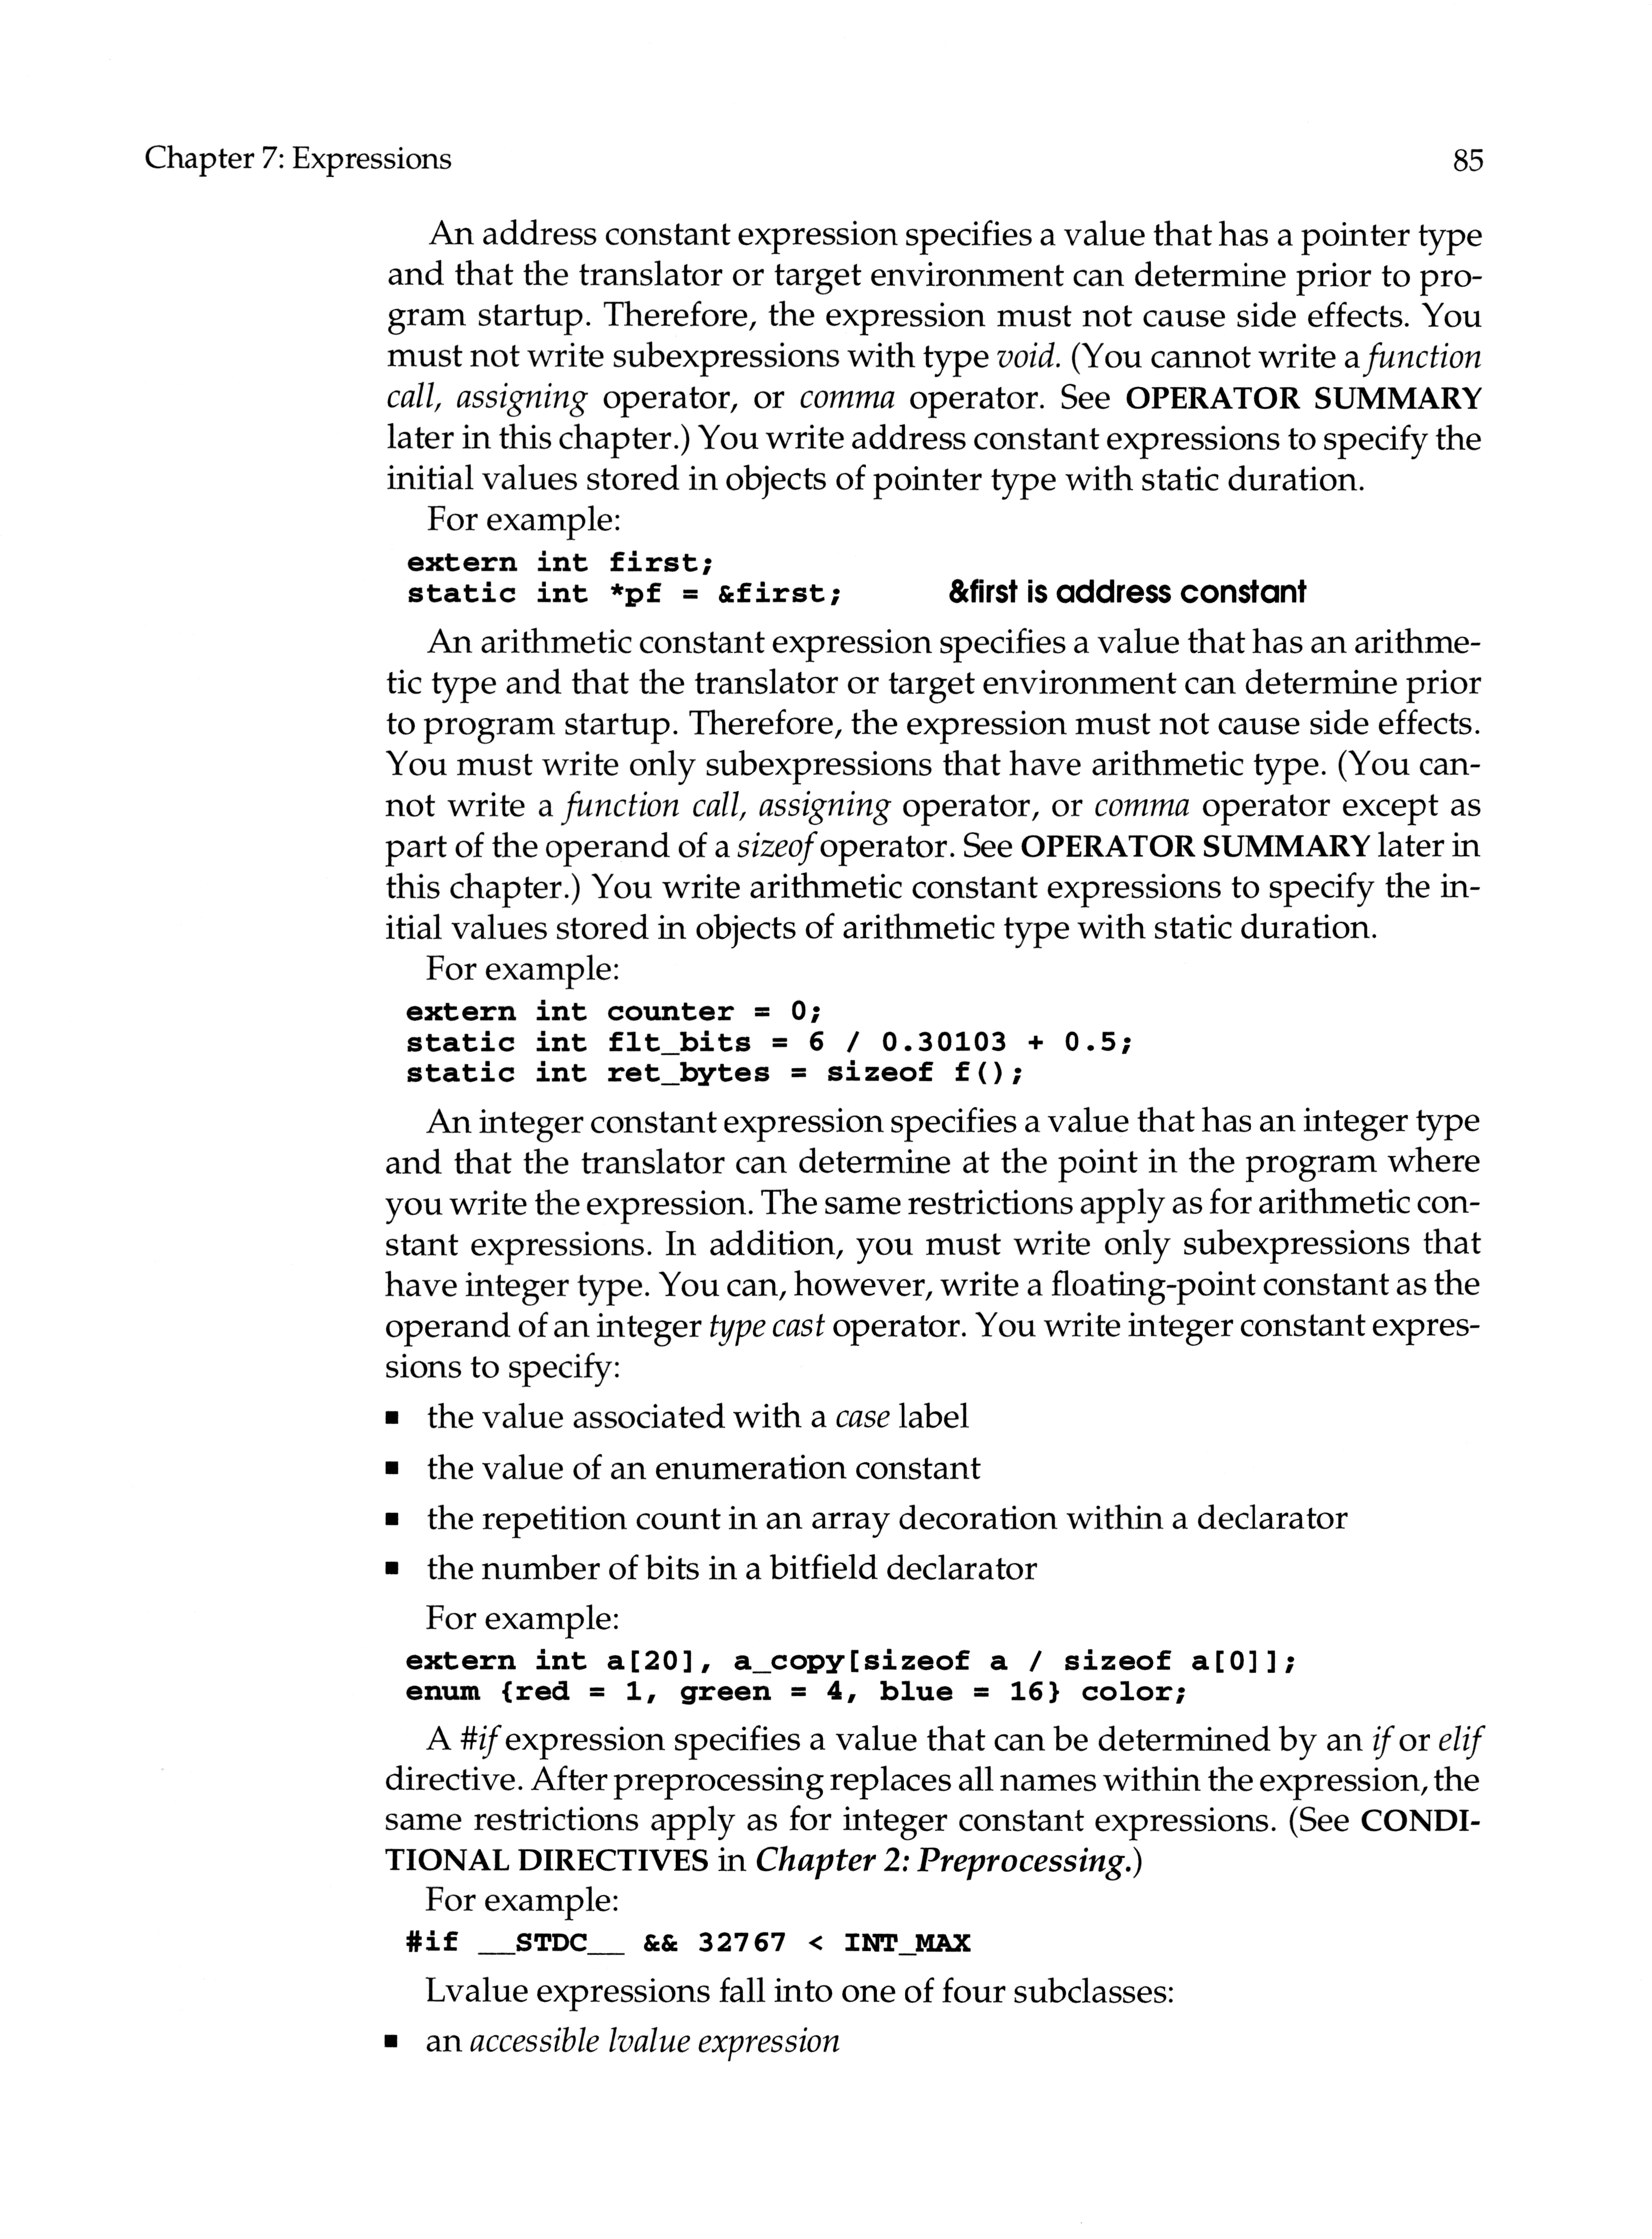 Chapter 7: Expressions 85
An address constant expression specifies a value that has a pointer type
and that the translator or target environment can determine prior to pro-
gram startup. Therefore, the expression must not cause side effects. You
must not write subexpressions with type void. (You cannot write a function
call, assigning operator, or comma operator. See OPERATOR SUMMARY
later in this chapter.) You write address constant expressions to specify the
initial values stored in objects of pointer type with static duration.
For example:
extern int first;
static int *pf = &first; &first is address constant
An arithmetic constant expression specifies a value that has an arithme-
tic type and that the translator or target environment can determine prior
to program startup. Therefore, the expression must not cause side effects.
You must write only subexpressions that have arithmetic type. (You can-
not write a function call, assigning operator, or comma operator except as
part of the operand of a sizeof operator. See OPERATOR SUMMARY later in
this chapter.) You write arithmetic constant expressions to specify the in-
itial values stored in objects of arithmetic type with static duration.
For example:
extern int counter = 0;
static int flt_bits = 6 / 0.30103 + 0.5;
static int ret_bytes = sizeof f();
An integer constant expression specifies a value that has an integer type
and that the translator can determine at the point in the program where
you write the expression. The same restrictions apply as for arithmetic con-
stant expressions. In addition, you must write only subexpressions that
have integer type. You can, however, write a floating-point constant as the
operand of an integer type cast operator. You write integer constant expres-
sions to specify:
▪ the value associated with a case label
▪ the value of an enumeration constant
▪ the repetition count in an array decoration within a declarator
▪ the number of bits in a bitfield declarator
For example:
extern int a[20], a_copy[sizeof a / sizeof a[0]];
enum {red = 1, green = 4, blue = 16} color;
A #if expression specifies a value that can be determined by an if or elif
directive. After preprocessing replaces all names within the expression, the
same restrictions apply as for integer constant expressions. (See CONDI-
TIONAL DIRECTIVES in Chapter 2: Preprocessing.)
For example:
#if __STDC__ && 32767 < INT_MAX
Lvalue expressions fall into one of four subclasses:
▪ an accessible lvalue expression